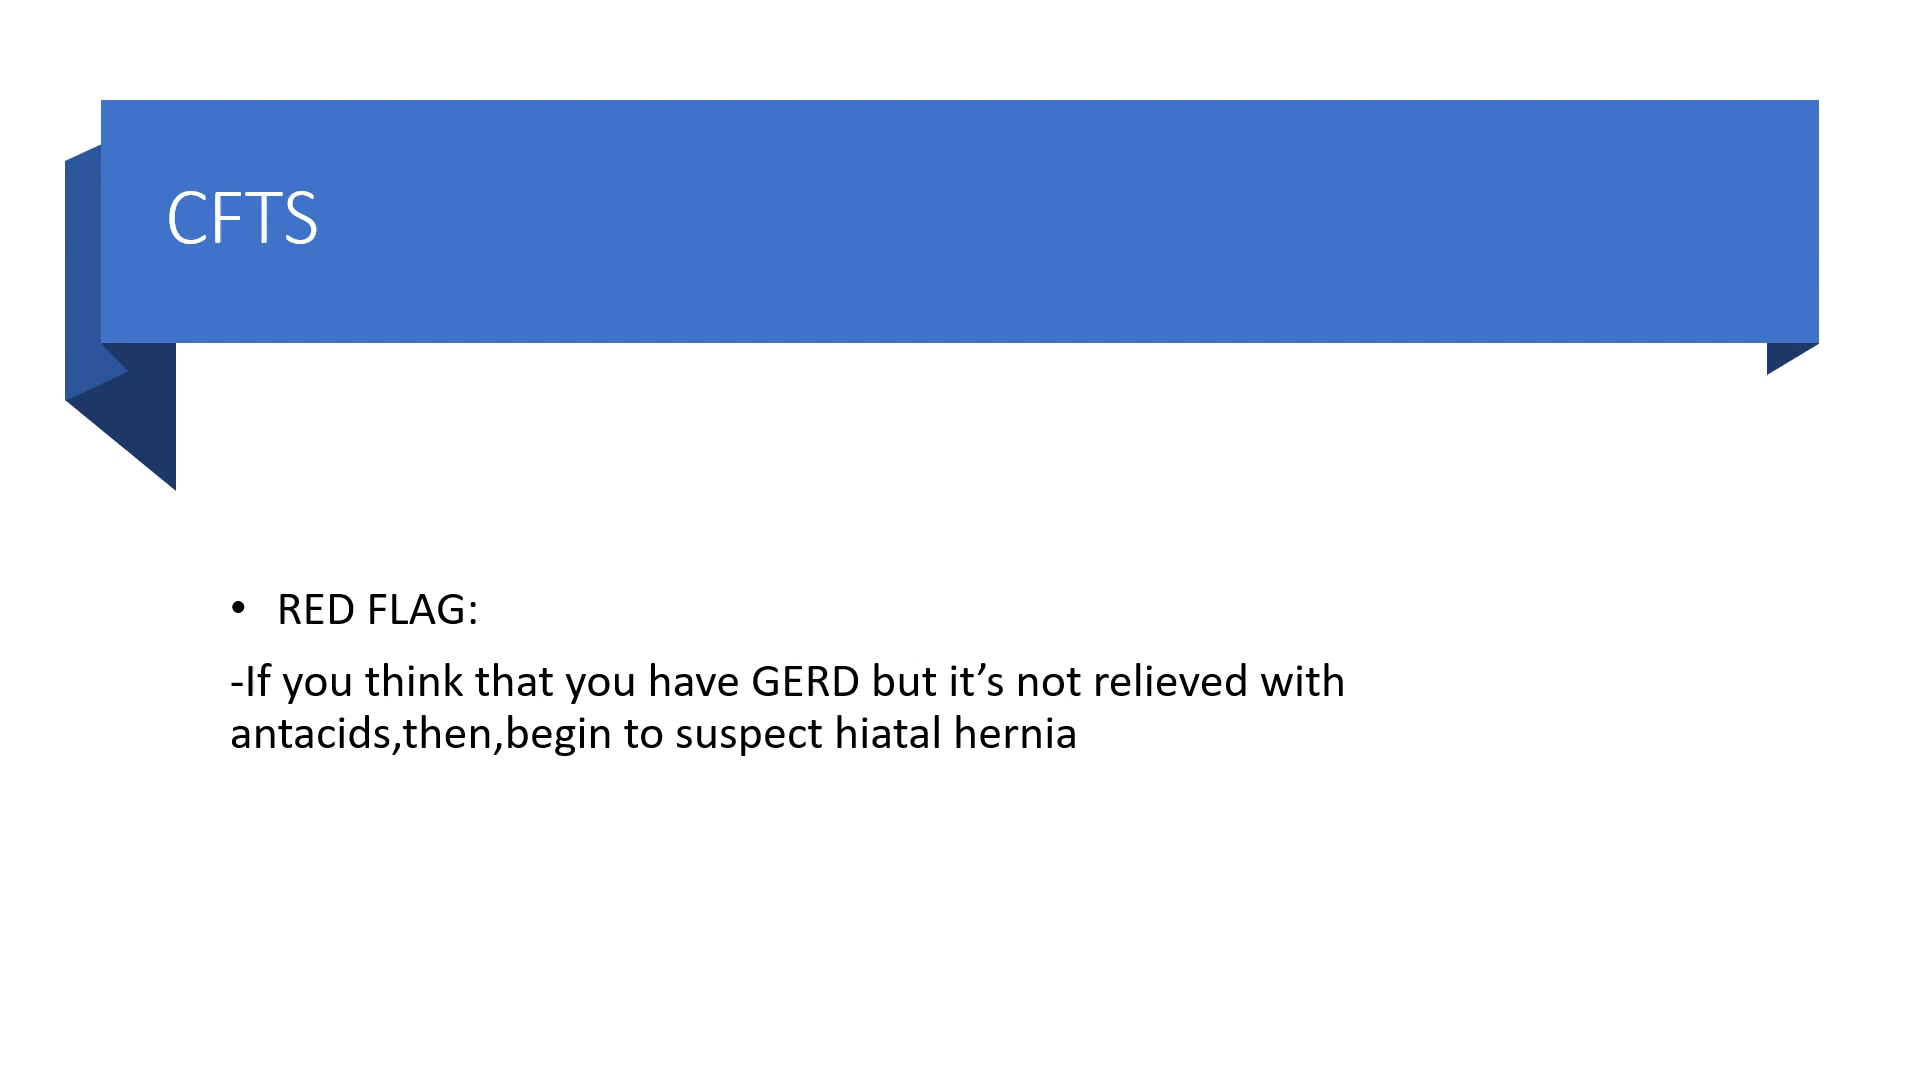 CFTS
• RED FLAG:
-If you think that you have GERD but it’s not relieved with
antacids,then,begin to suspect hiatal hernia